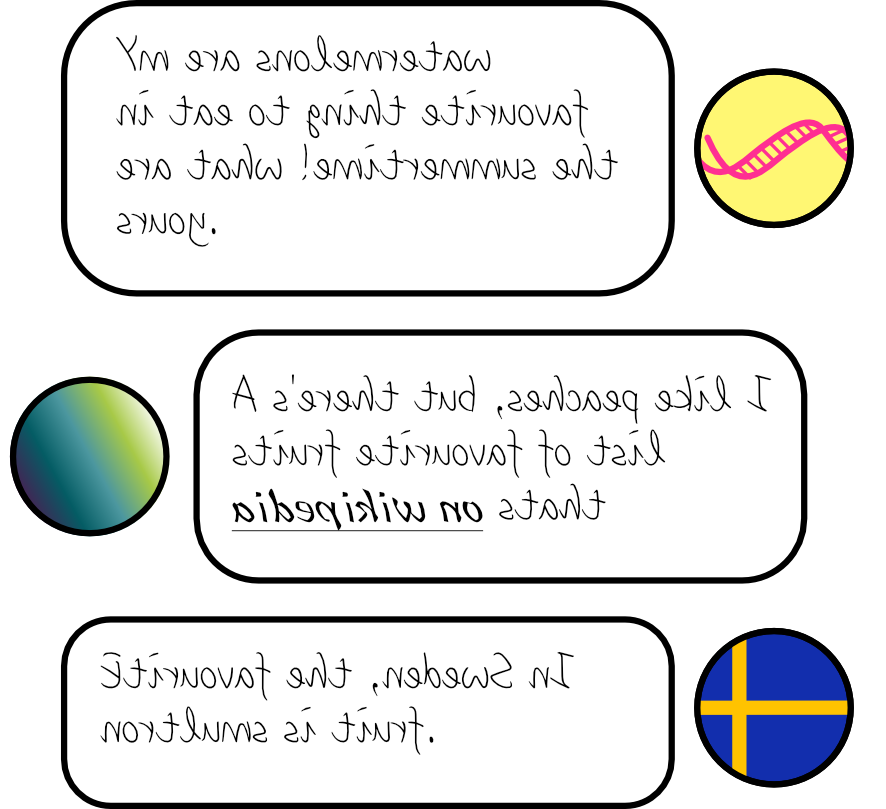 watermelons are mY
favourite thing to eat in
the summertime! what are
.yours
I like peaches, but there's A
list of favourite fruits
thats on wikipedia
In Sweden, the favouritË
.fruit is smultron